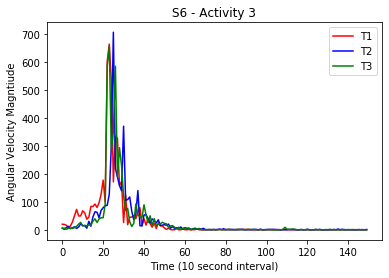 S6 - Activity 3
T1
T2
T3
Angular Velocity Magntiude
700
600
500
400
300
200
100
0
0 20 40 60 80 100 120 140
Time (10 second interval)